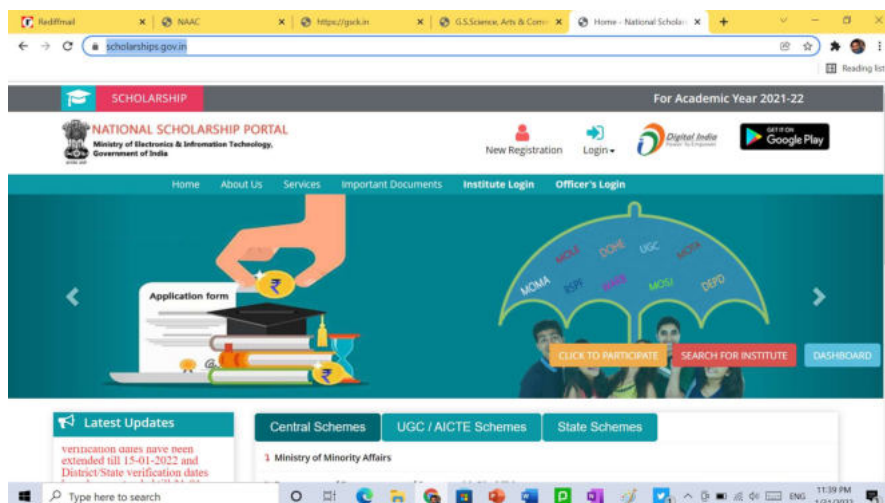 Rediffmail NAAC https://gsck.in G.S.Science, Arts & Comm Home - National Scholar
scholarships.gov.in
Reading list
SCHOLARSHIP For Academic Year 2021-22
NATIONAL SCHOLARSHIP PORTAL
Ministry of Electronics & Infromation Technology,
Government of India
New Registration Login
Digital India
Power To Empower
GET IT ON
Google Play
Home About Us Services Important Documents Institute Login Officer's Login
Application form
MOMA MOLE DOHE UGC MOTA
RSPF MOSJ DEPD
CLICK TO PARTICIPATE SEARCH FOR INSTITUTE DASHBOARD
Latest Updates
verification dates have been
extended till 15-01-2022 and
District/State verification dates
Central Schemes UGC / AICTE Schemes State Schemes
Ministry of Minority Affairs
Type here to search
ENG 11:39 PM